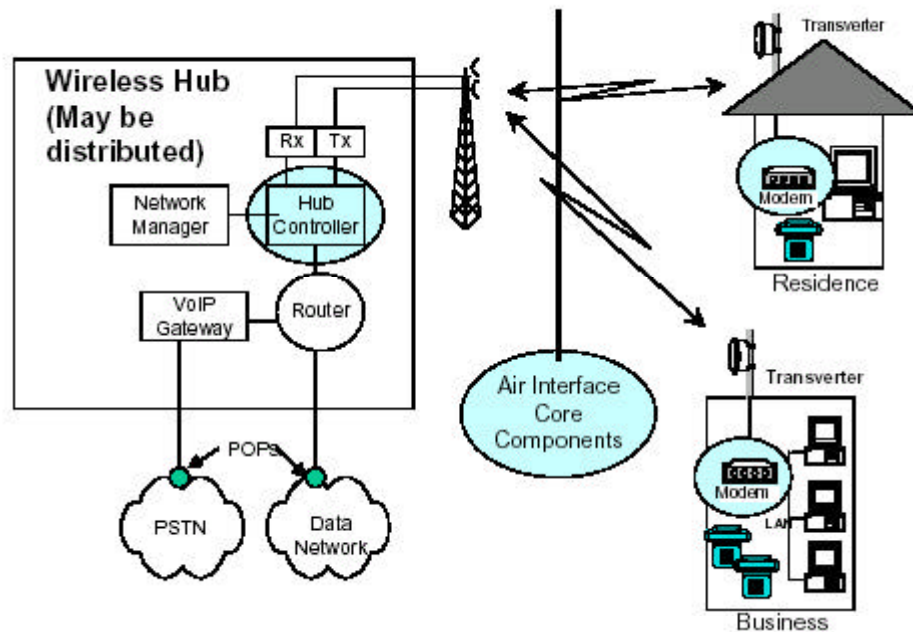 Wireless Hub
(May be
distributed)
Rx
Tx
Network
Manager
Hub
Controller
VoIP
Gateway
Router
POPs
PSTN
Data
Network
Air Interface
Core
Components
Transverter
Modem
Residence
Transverter
Modem
LAN
Business